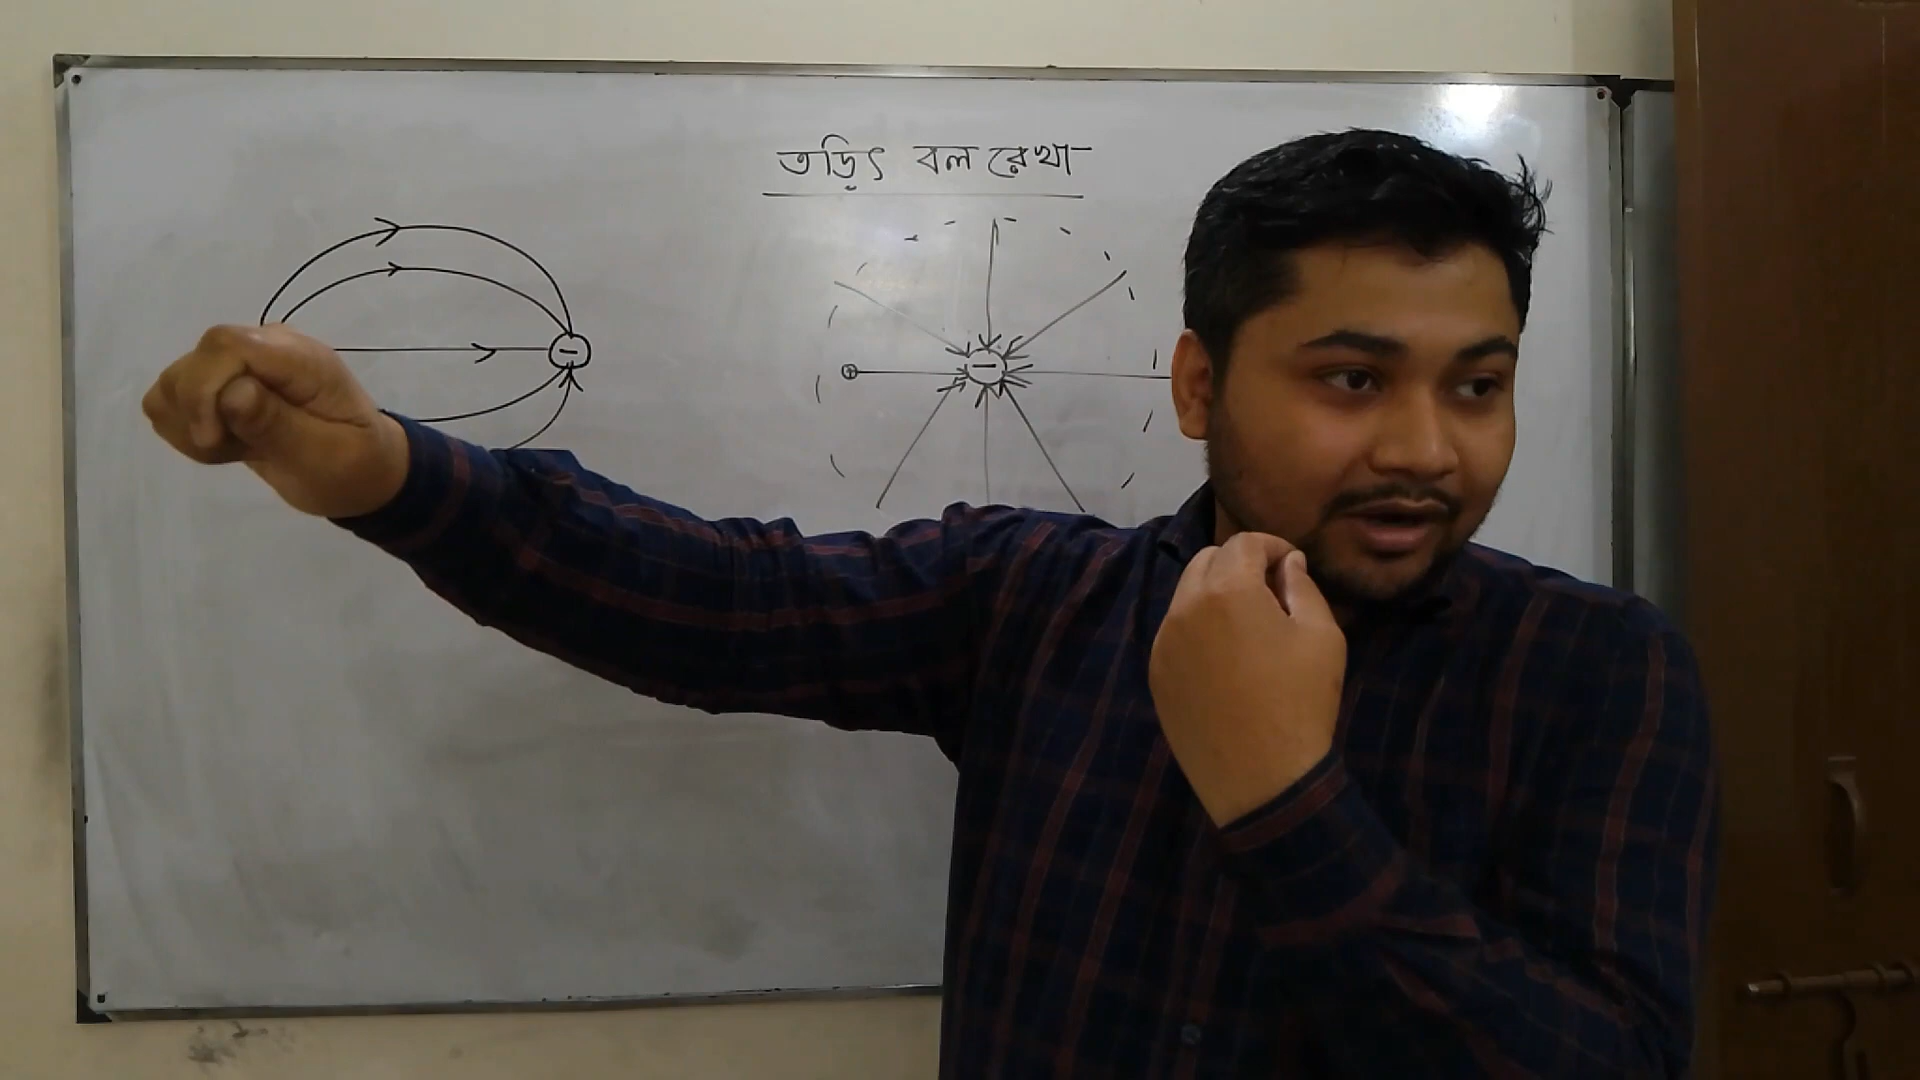 তড়িৎ বল রেখা
-
+
-